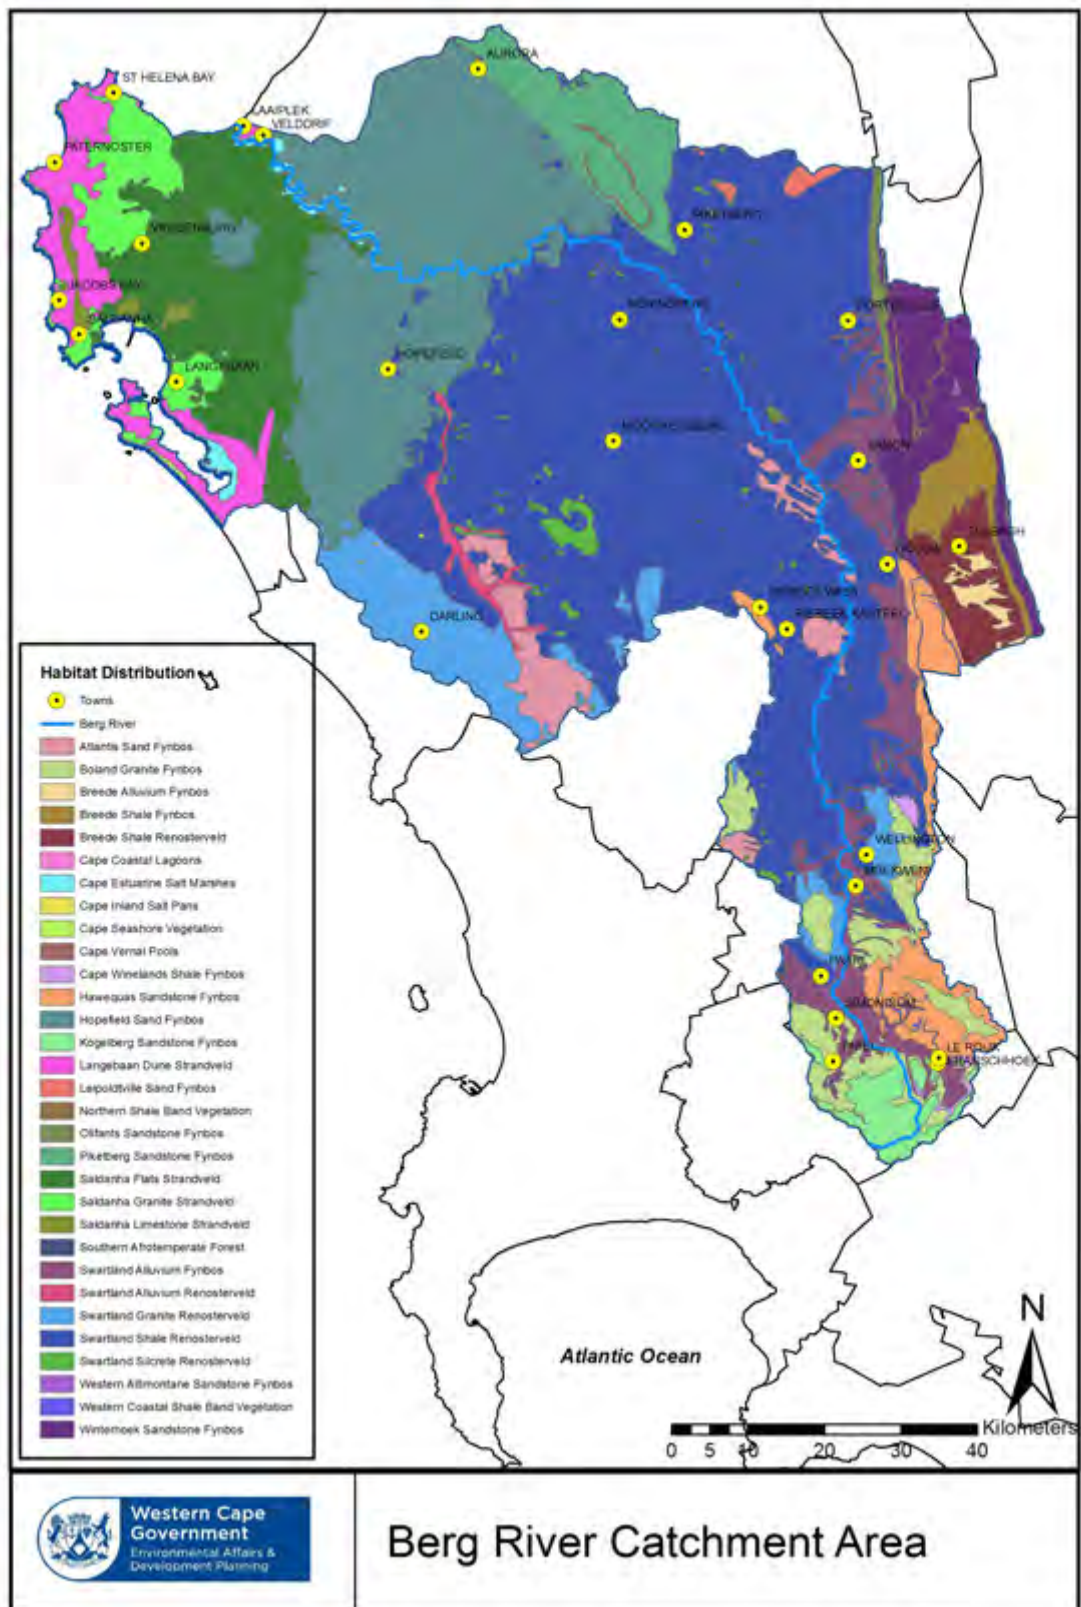 AURORA
ST HELENA BAY
LAAIPLEK
VELDDRIF
PATERNOSTER
VREDENBURG
JACOBS BAY
SALDANHA
LANGEBAAN
HOPEFIELD
DARLING
TULBAGH
RIEBEEK KASTEEL
WELLINGTON
MBEKWENI
PAARL
SIMONDIUM
LE ROUX
FRANSCHHOEK
Habitat Distribution
Towns
Berg River
Atlantis Sand Fynbos
Boland Granite Fynbos
Breede Alluvium Fynbos
Breede Shale Fynbos
Breede Shale Renosterveld
Cape Coastal Lagoons
Cape Estuarine Salt Marshes
Cape Inland Salt Pans
Cape Seashore Vegetation
Cape Vernal Pools
Cape Winelands Shale Fynbos
Hawequas Sandstone Fynbos
Hopefield Sand Fynbos
Kogelberg Sandstone Fynbos
Langebaan Dune Strandveld
Leipoldtville Sand Fynbos
Northern Shale Band Vegetation
Olifants Sandstone Fynbos
Piketberg Sandstone Fynbos
Saldanha Flats Strandveld
Saldanha Granite Strandveld
Saldanha Limestone Strandveld
Southern Afrotemperate Forest
Swartland Alluvium Fynbos
Swartland Alluvium Renosterveld
Swartland Granite Renosterveld
Swartland Shale Renosterveld
Swartland Silcrete Renosterveld
Western Altimontane Sandstone Fynbos
Western Coastal Shale Band Vegetation
Winterhoek Sandstone Fynbos
Atlantic Ocean
N
Kilometers
0 5 10 20 30 40
Western Cape
Government
Environmental Affairs &
Development Planning
Berg River Catchment Area